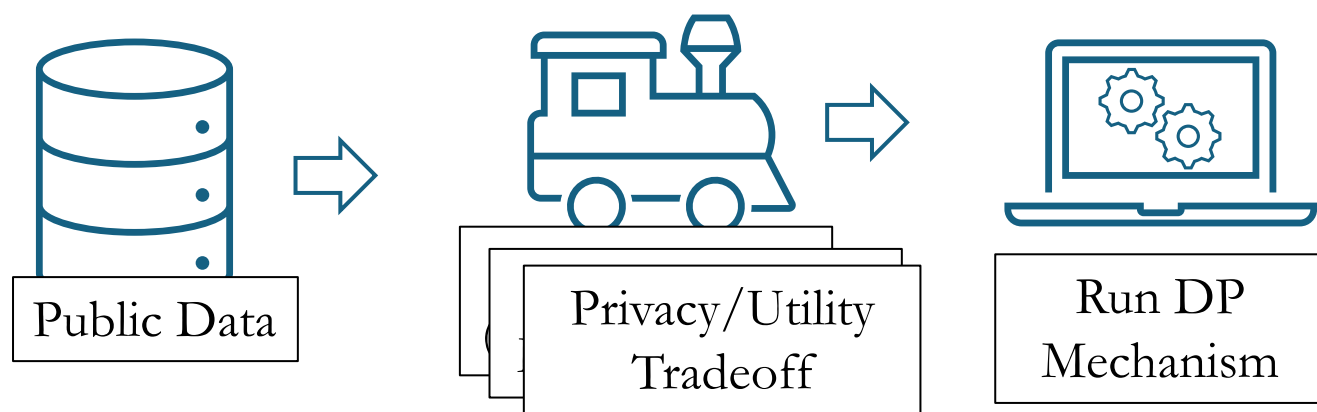 Public Data
Privacy/Utility
Tradeoff
Run DP
Mechanism